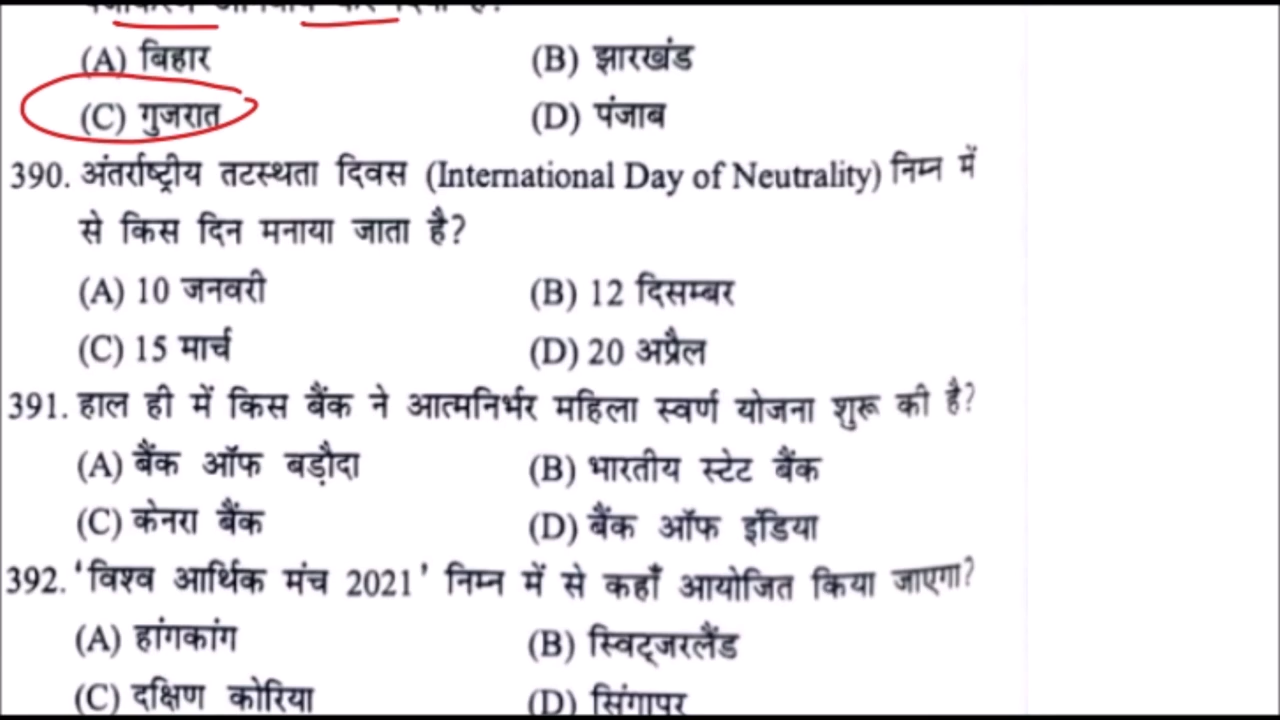 (A) बिहार (B) झारखंड
(C) गुजरात (D) पंजाब
390. अंतर्राष्ट्रीय तटस्थता दिवस (International Day of Neutrality) निम्न में
से किस दिन मनाया जाता है?
(A) 10 जनवरी (B) 12 दिसम्बर
(C) 15 मार्च (D) 20 अप्रैल
391. हाल ही में किस बैंक ने आत्मनिर्भर महिला स्वर्ण योजना शुरू की है?
(A) बैंक ऑफ बड़ौदा (B) भारतीय स्टेट बैंक
(C) केनरा बैंक (D) बैंक ऑफ इंडिया
392. 'विश्व आर्थिक मंच 2021' निम्न में से कहाँ आयोजित किया जाएगा?
(A) हांगकांग (B) स्विट्जरलैंड
(C) दक्षिण कोरिया (D) सिंगापुर